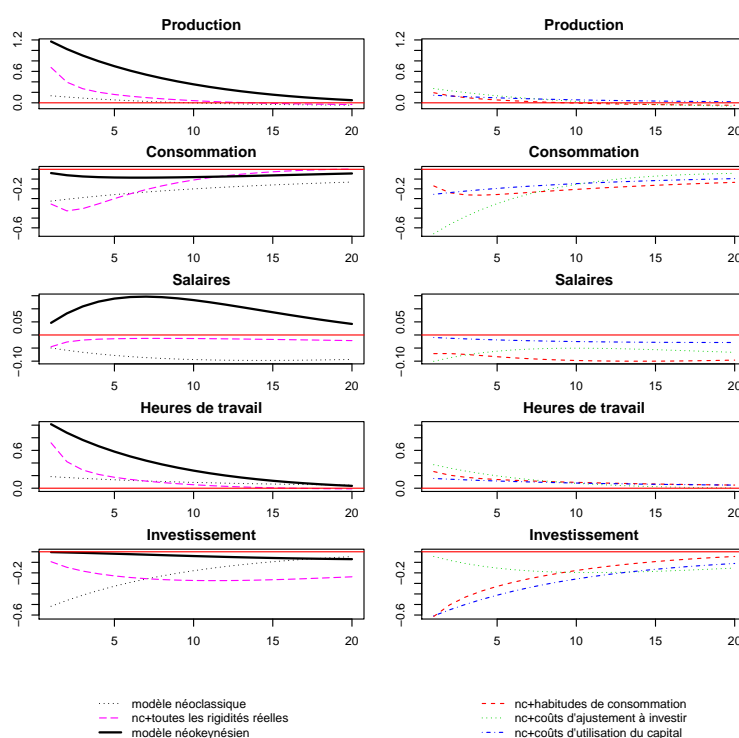 Production
Production
0.0 0.6 1.2
0.0 0.6 1.2
5 10 15 20
5 10 15 20
Consommation
Consommation
−0.6 −0.2
−0.6 −0.2
5 10 15 20
5 10 15 20
Salaires
Salaires
−0.10 0.05
−0.10 0.05
5 10 15 20
5 10 15 20
Heures de travail
Heures de travail
0.0 0.6
0.0 0.6
5 10 15 20
5 10 15 20
Investissement
Investissement
−0.6 −0.2
−0.6 −0.2
5 10 15 20
5 10 15 20
modèle néoclassique
nc+toutes les rigidités réelles
modèle néokeynésien
nc+habitudes de consommation
nc+coûts d'ajustement à investir
nc+coûts d'utilisation du capital